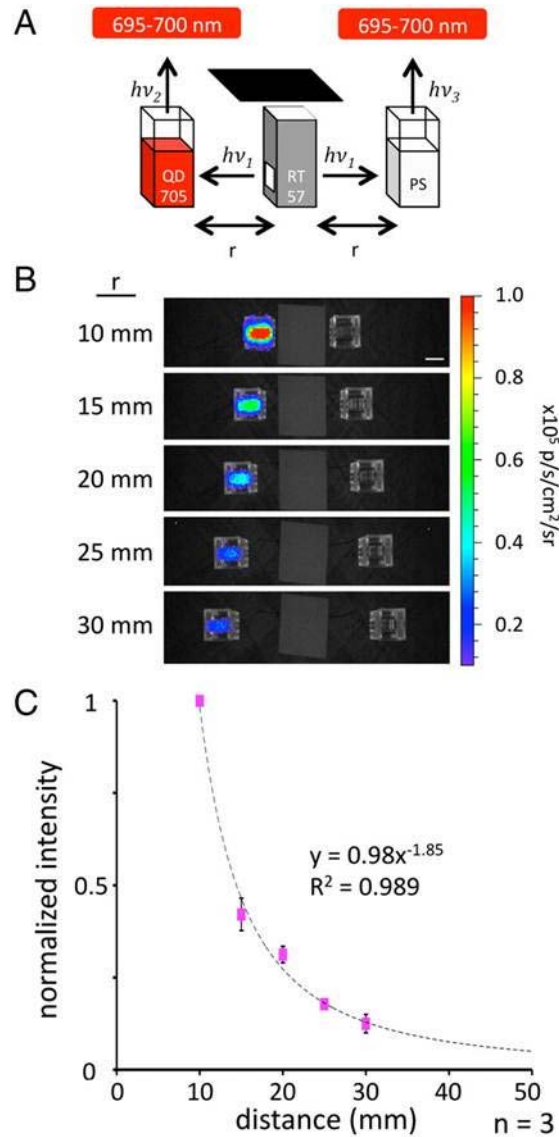 A
695-700 nm
695-700 nm
hν2
hν3
hν1
hν1
QD
705
RT
57
PS
r
r
B
r
10 mm
15 mm
20 mm
25 mm
30 mm
1.0
0.8
0.6
0.4
0.2
x10⁵ p/s/cm²/sr
C
normalized intensity
1
0.5
0
y = 0.98x⁻¹·⁸⁵
R² = 0.989
0
10
20
30
40
50
distance (mm)
n = 3